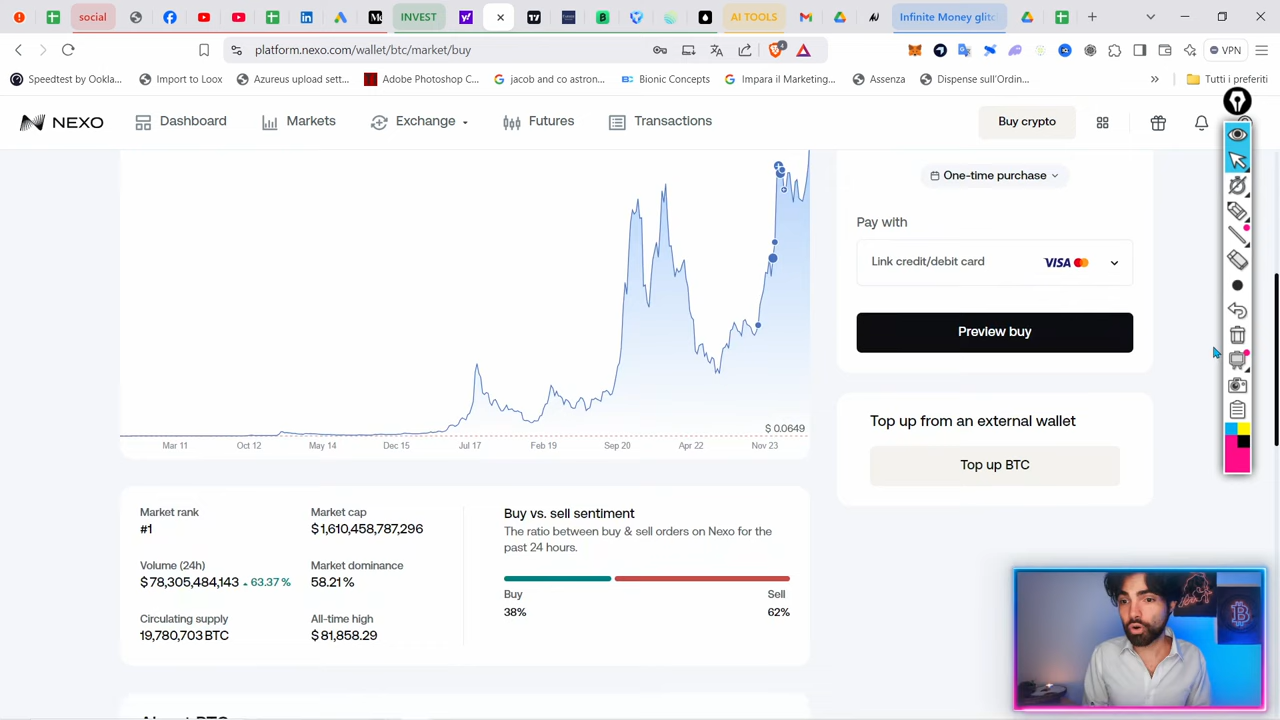 social
INVEST
AI TOOLS
Infinite Money glitc
platform.nexo.com/wallet/btc/market/buy
4
VPN
Speedtest by Ookla...
Import to Loox
Azureus upload sett...
Adobe Photoshop C...
jacob and co astron...
Bionic Concepts
Impara il Marketing...
Assenza
Dispense sull'Ordin...
Tutti i preferiti
NEXO
Dashboard
Markets
Exchange
Futures
Transactions
Buy crypto
One-time purchase
Pay with
Link credit/debit card
VISA
Preview buy
$ 0.0649
Mar 11
Oct 12
May 14
Dec 15
Jul 17
Feb 19
Sep 20
Apr 22
Nov 23
Top up from an external wallet
Top up BTC
Market rank
#1
Market cap
$ 1,610,458,787,296
Volume (24h)
$ 78,305,484,143 63.37 %
Market dominance
58.21 %
Circulating supply
19,780,703 BTC
All-time high
$ 81,858.29
Buy vs. sell sentiment
The ratio between buy & sell orders on Nexo for the
past 24 hours.
Buy
38%
Sell
62%
About BTC